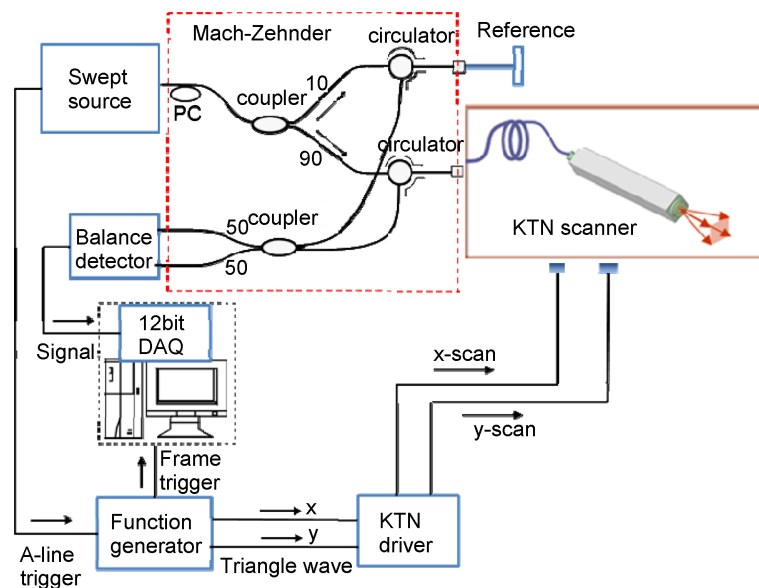 Mach-Zehnder
circulator
Reference
Swept
source
PC
coupler
10
90
circulator
KTN scanner
Balance
detector
50
50
coupler
12bit
DAQ
Signal
x-scan
y-scan
Frame
trigger
Function
generator
x
y
KTN
driver
A-line
trigger
Triangle wave